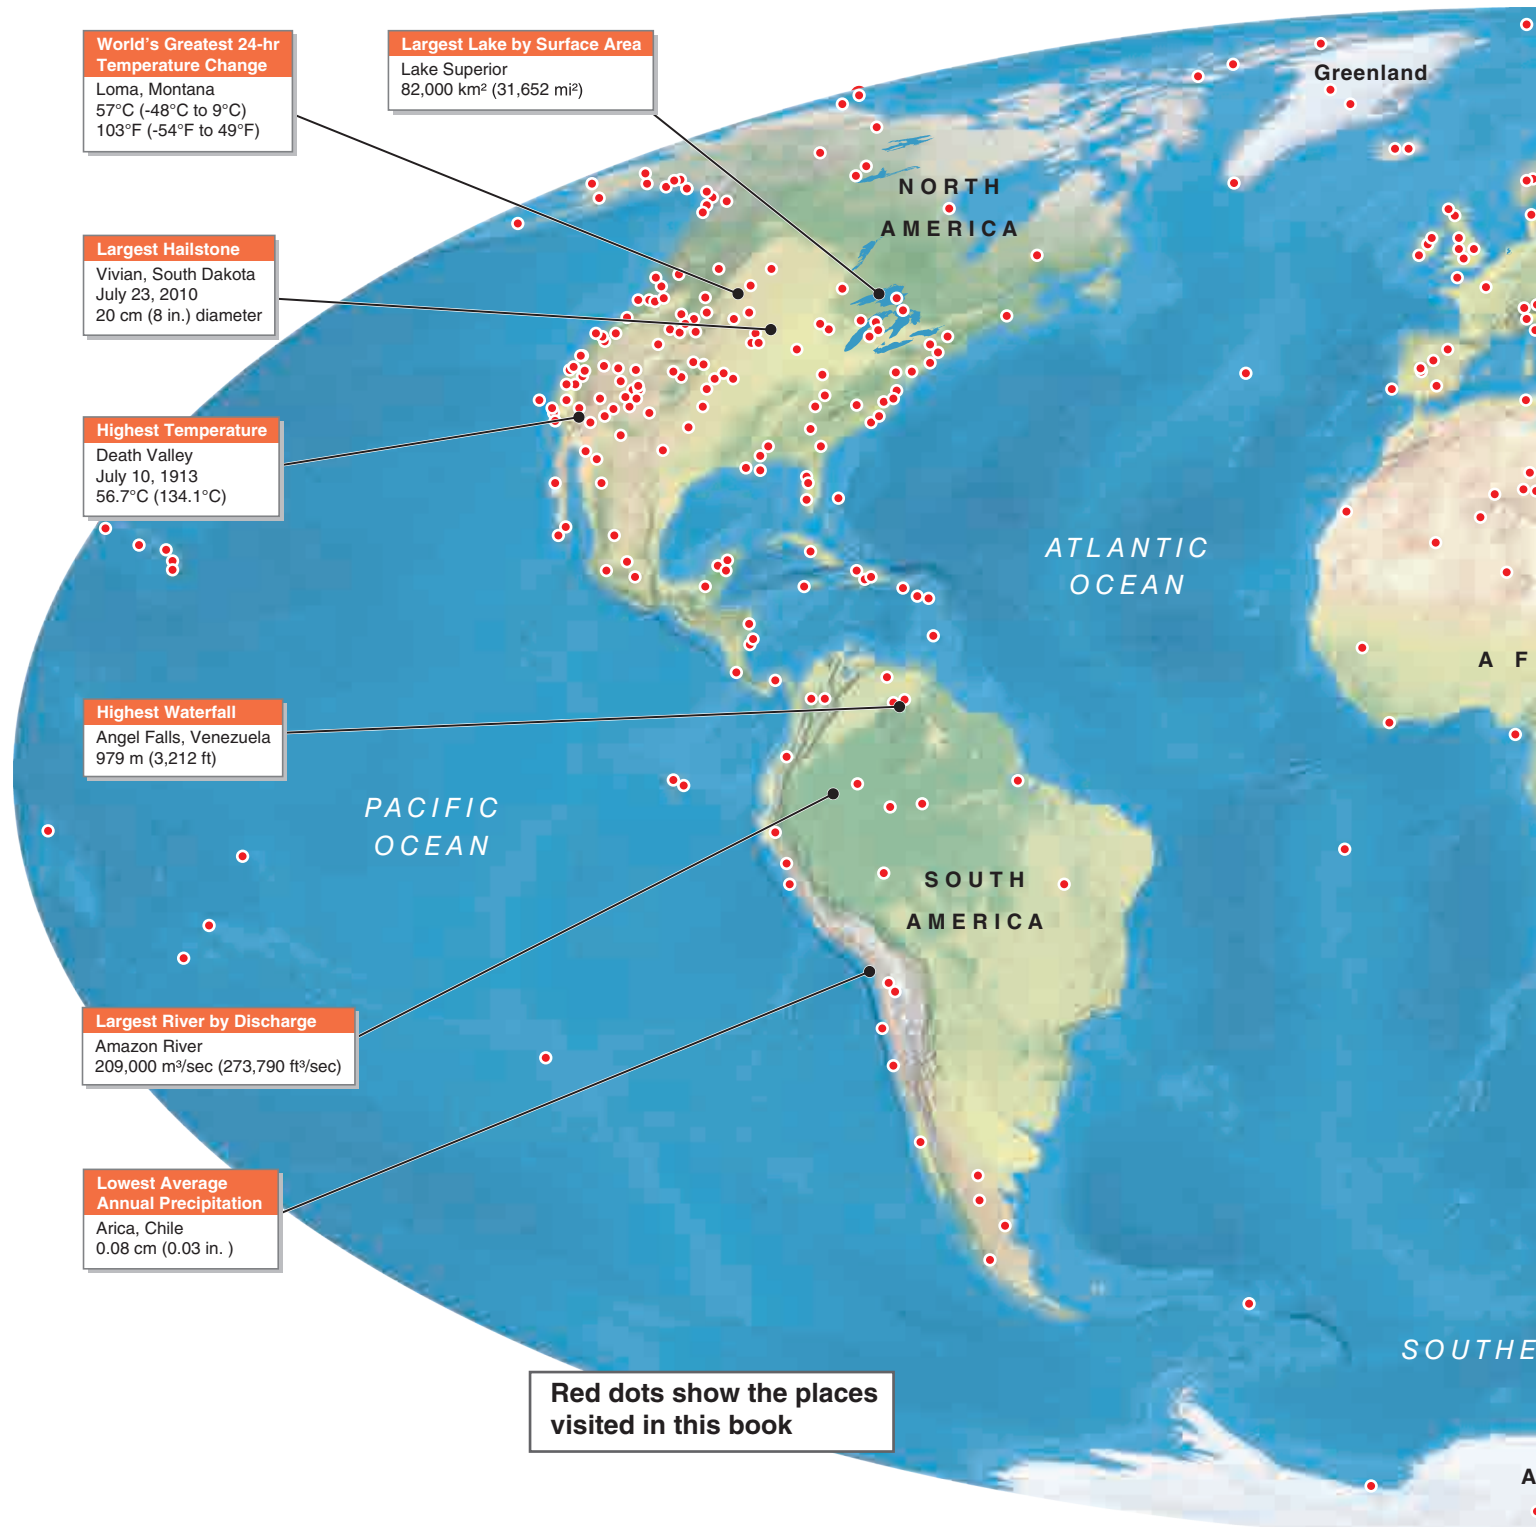 World's Greatest 24-hr
Temperature Change
Loma, Montana
57°C (-48°C to 9°C)
103°F (-54°F to 49°F)
Largest Lake by Surface Area
Lake Superior
82,000 km² (31,652 mi²)
Greenland
NORTH
AMERICA
Largest Hailstone
Vivian, South Dakota
July 23, 2010
20 cm (8 in.) diameter
Highest Temperature
Death Valley
July 10, 1913
56.7°C (134.1°C)
ATLANTIC
OCEAN
A F
Highest Waterfall
Angel Falls, Venezuela
979 m (3,212 ft)
PACIFIC
OCEAN
SOUTH
AMERICA
Largest River by Discharge
Amazon River
209,000 m³/sec (273,790 ft³/sec)
Lowest Average
Annual Precipitation
Arica, Chile
0.08 cm (0.03 in. )
SOUTHE
Red dots show the places
visited in this book
A